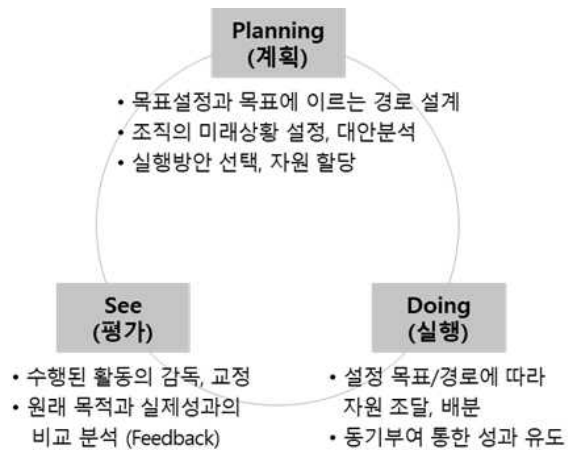 Planning
(계획)
• 목표설정과 목표에 이르는 경로 설계
• 조직의 미래상황 설정, 대안분석
• 실행방안 선택, 자원 할당
See
(평가)
• 수행된 활동의 감독, 교정
• 원래 목적과 실제성과의
비교 분석 (Feedback)
Doing
(실행)
• 설정 목표/경로에 따라
자원 조달, 배분
• 동기부여 통한 성과 유도